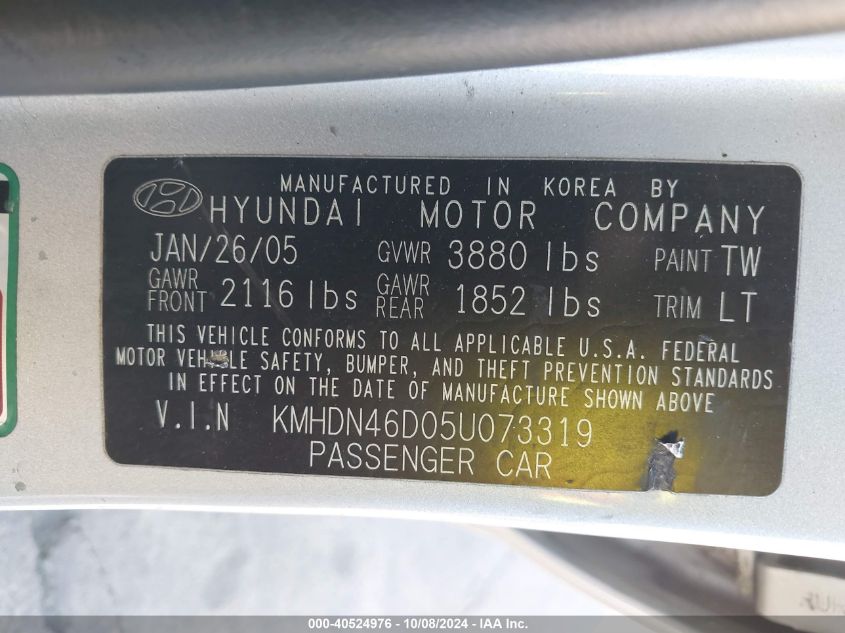 MANUFACTURED IN KOREA BY
HYUNDAI MOTOR COMPANY
JAN/26/05 GVWR 3880 lbs PAINT TW
GAWR FRONT 2116 lbs GAWR REAR 1852 lbs TRIM LT
THIS VEHICLE CONFORMS TO ALL APPLICABLE U.S.A. FEDERAL
MOTOR VEHICLE SAFETY, BUMPER, AND THEFT PREVENTION STANDARDS
IN EFFECT ON THE DATE OF MANUFACTURE SHOWN ABOVE
V.I.N KMHDN46D05U073319
PASSENGER CAR
000-40524976 - 10/08/2024 - IAA Inc.